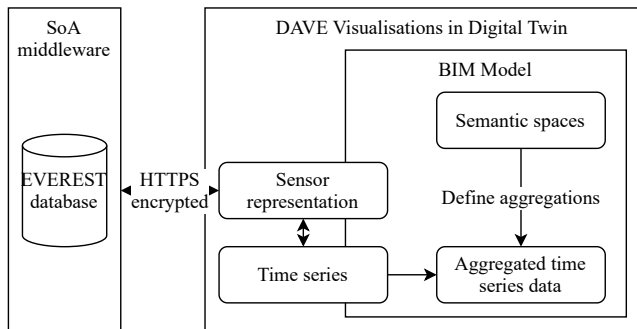 SoA
middleware
EVEREST
database
HTTPS
encrypted
DAVE Visualisations in Digital Twin
BIM Model
Semantic spaces
Sensor
representation
Define aggregations
Time series
Aggregated time
series data